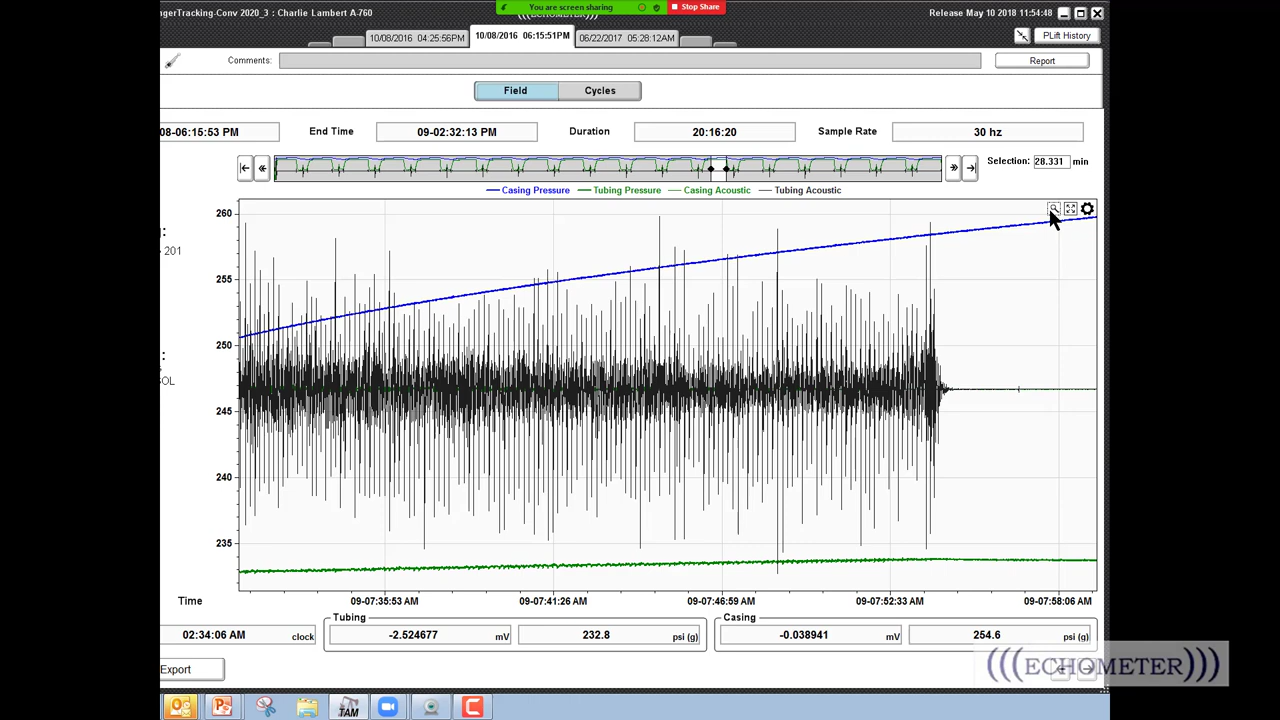 ngerTracking-Conv 2020_3 : Charlie Lambert A-760
You are screen sharing
Stop Share
Release May 10 2018 11:54:48
(((ECHOMETER)))
10/08/2016 04:25:56PM
10/08/2016 06:15:51PM
06/22/2017 05:28:12AM
PLift History
Comments:
Report
Field
Cycles
08-06:15:53 PM
End Time
09-02:32:13 PM
Duration
20:16:20
Sample Rate
30 hz
Selection: 28.331 min
Casing Pressure
Tubing Pressure
Casing Acoustic
Tubing Acoustic
260
255
250
245
240
235
: 
201
:
SOL
Time
09-07:35:53 AM
09-07:41:26 AM
09-07:46:59 AM
09-07:52:33 AM
09-07:58:06 AM
Tubing
Casing
02:34:06 AM clock
-2.524677 mV
232.8 psi (g)
-0.038941 mV
254.6 psi (g)
Export
(((ECHOMETER)))
TAM